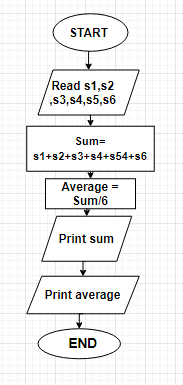 START
Read s1,s2
,s3,s4,s5,s6
Sum=
s1+s2+s3+s4+s54+s6
Average =
Sum/6
Print sum
Print average
END